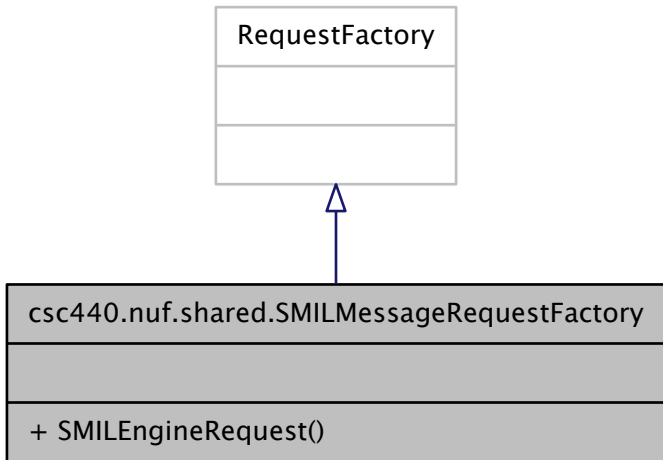 RequestFactory
csc440.nuf.shared.SMILMessageRequestFactory
+ SMILEngineRequest()